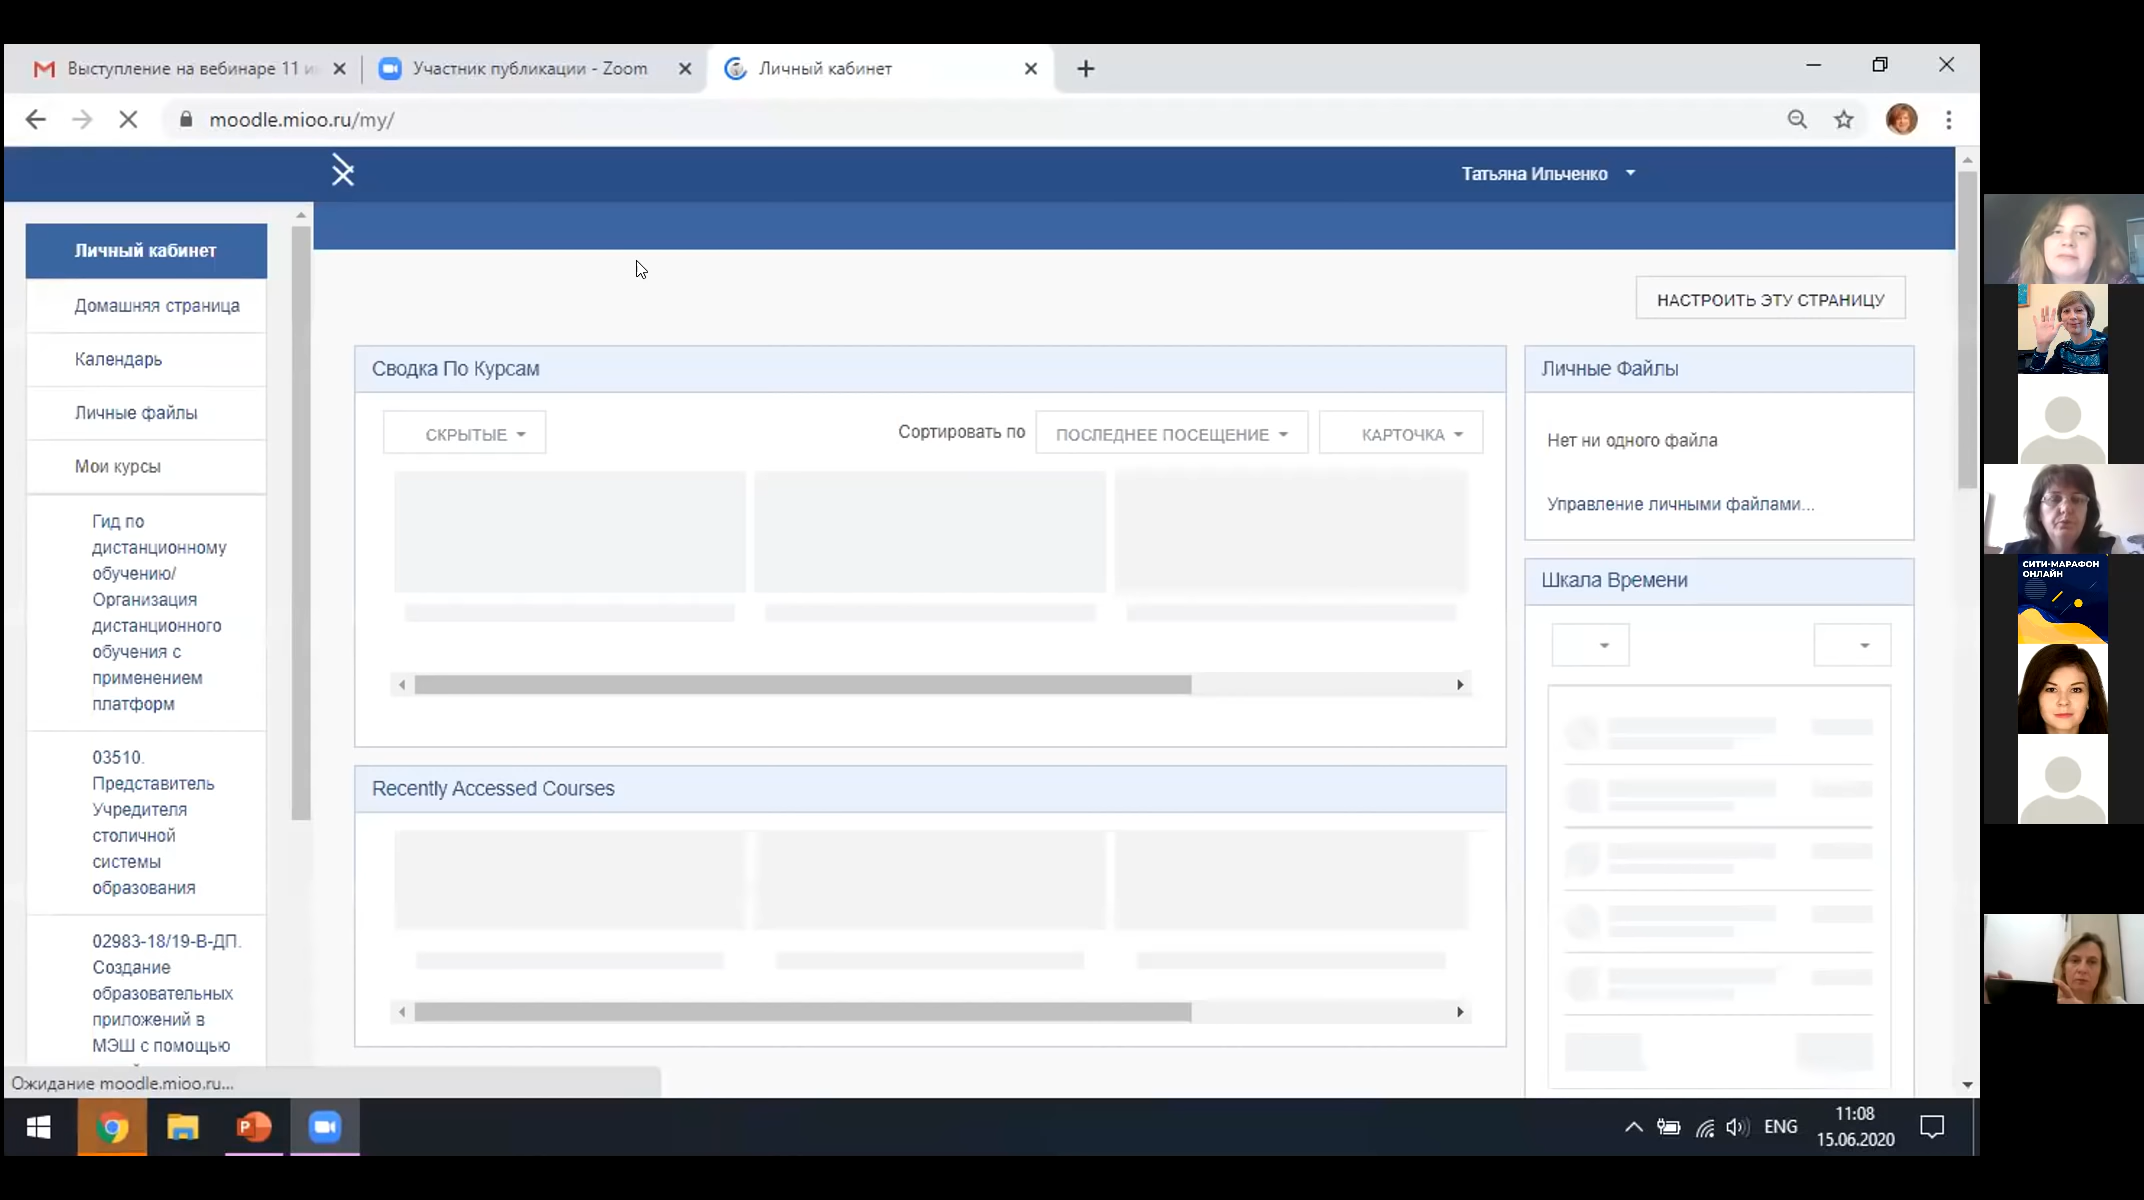 Выступление на вебинаре 11 и
Участник публикации - Zoom
Личный кабинет
moodle.mioo.ru/my/
Татьяна Ильченко
Личный кабинет
Домашняя страница
Календарь
Личные файлы
Мои курсы
Гид по
дистанционному
обучению/
Организация
дистанционного
обучения с
применением
платформ
03510.
Представитель
Учредителя
столичной
системы
образования
02983-18/19-В-ДП.
Создание
образовательных
приложений в
МЭШ с помощью
НАСТРОИТЬ ЭТУ СТРАНИЦУ
Сводка По Курсам
СКРЫТЫЕ
Сортировать по
ПОСЛЕДНЕЕ ПОСЕЩЕНИЕ
КАРТОЧКА
Recently Accessed Courses
Личные Файлы
Нет ни одного файла
Управление личными файлами...
Шкала Времени
СИТИ-МАРАФОН
ОНЛАЙН
Ожидание moodle.mioo.ru...
ENG
11:08
15.06.2020